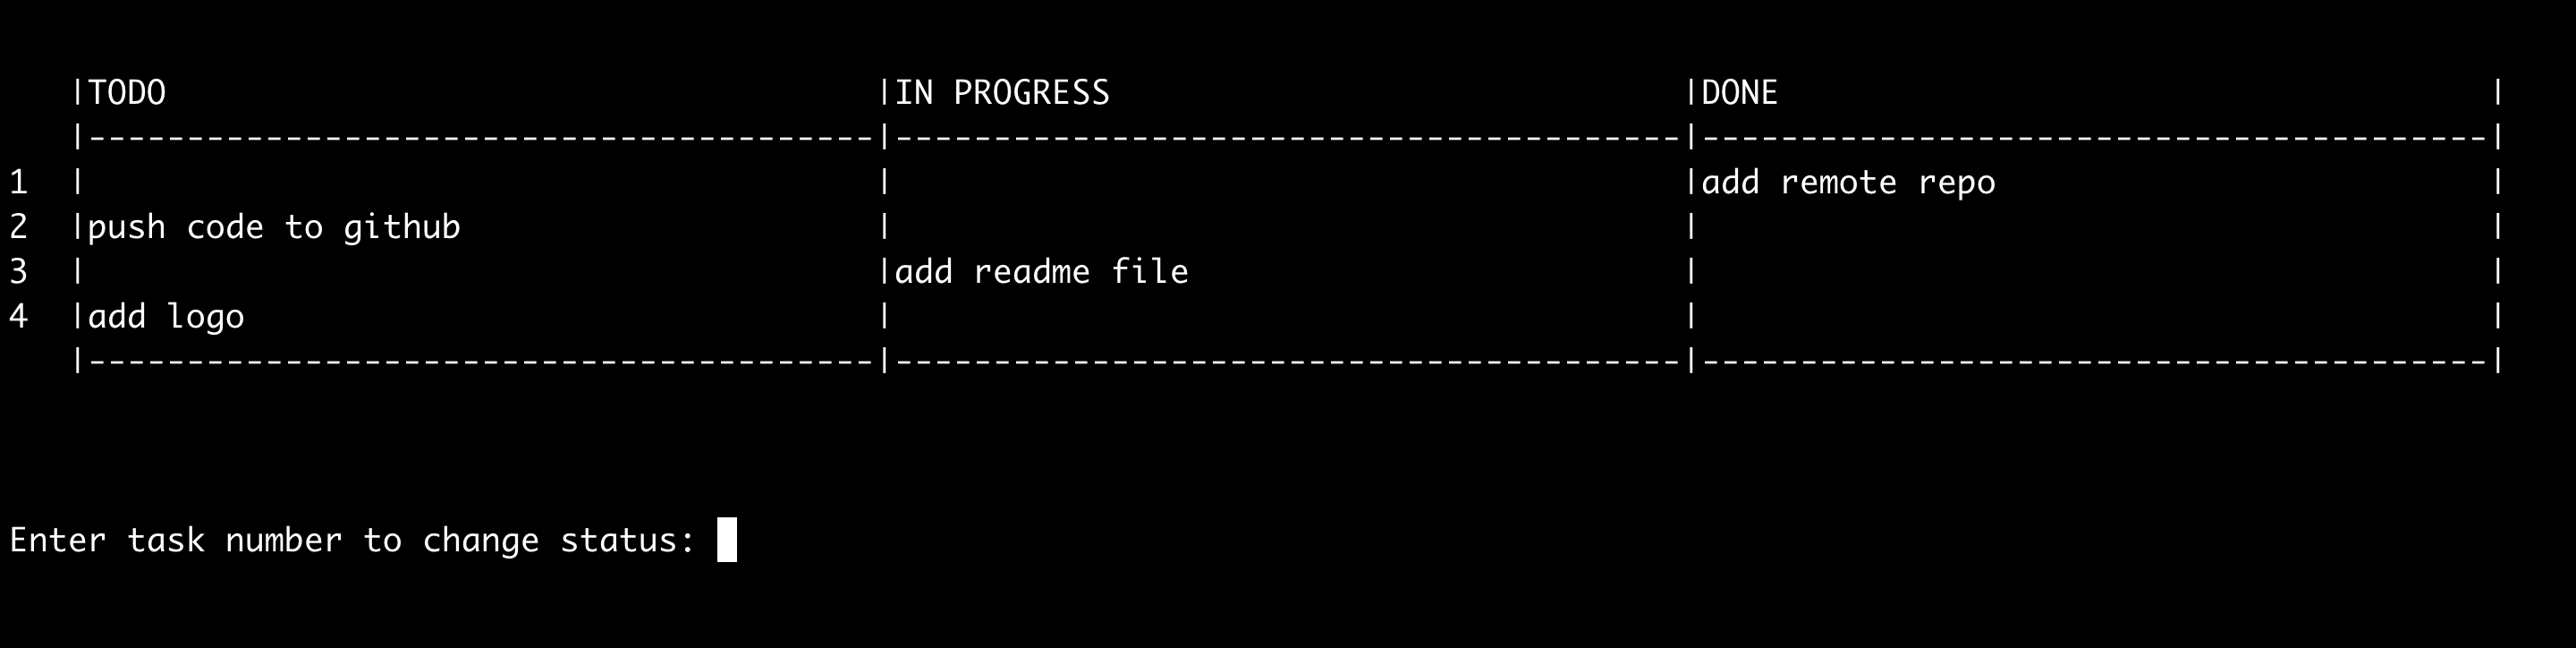 |TODO                                    |IN PROGRESS                             |DONE                                    |
|----------------------------------------|----------------------------------------|----------------------------------------|
1  |                                        |                                        |add remote repo                         |
2  |push code to github                     |                                        |                                        |
3  |                                        |add readme file                         |                                        |
4  |add logo                                |                                        |                                        |
|----------------------------------------|----------------------------------------|----------------------------------------|
Enter task number to change status: